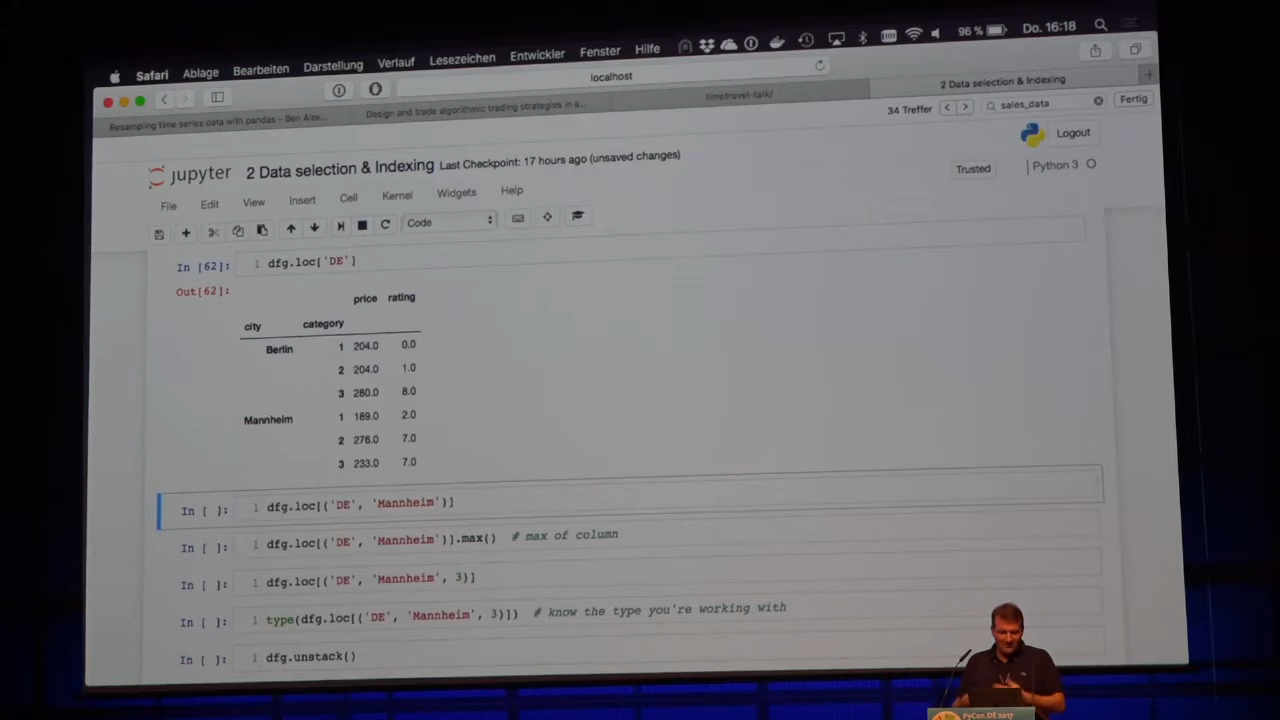 Safari Ablage Bearbeiten Darstellung Verlauf Lesezeichen Entwickler Fenster Hilfe 96 % Do. 16:18
localhost
Resampling time series data with pandas – Ben Alex... Design and trade algorithmic trading strategies in a... timetravel-talk/ 2 Data selection & Indexing
34 Treffer sales_data Fertig
jupyter 2 Data selection & Indexing Last Checkpoint: 17 hours ago (unsaved changes) Logout
File Edit View Insert Cell Kernel Widgets Help Trusted Python 3
Code
In [62]: 1 dfg.loc['DE']
Out[62]:
price rating
city category
Berlin 1 204.0 0.0
2 204.0 1.0
3 280.0 8.0
Mannheim 1 189.0 2.0
2 276.0 7.0
3 233.0 7.0
In [ ]: 1 dfg.loc[('DE', 'Mannheim')]
In [ ]: 1 dfg.loc[('DE', 'Mannheim')].max() # max of column
In [ ]: 1 dfg.loc[('DE', 'Mannheim', 3)]
In [ ]: 1 type(dfg.loc[('DE', 'Mannheim', 3)]) # know the type you're working with
In [ ]: 1 dfg.unstack()
PyCon.DE 2017